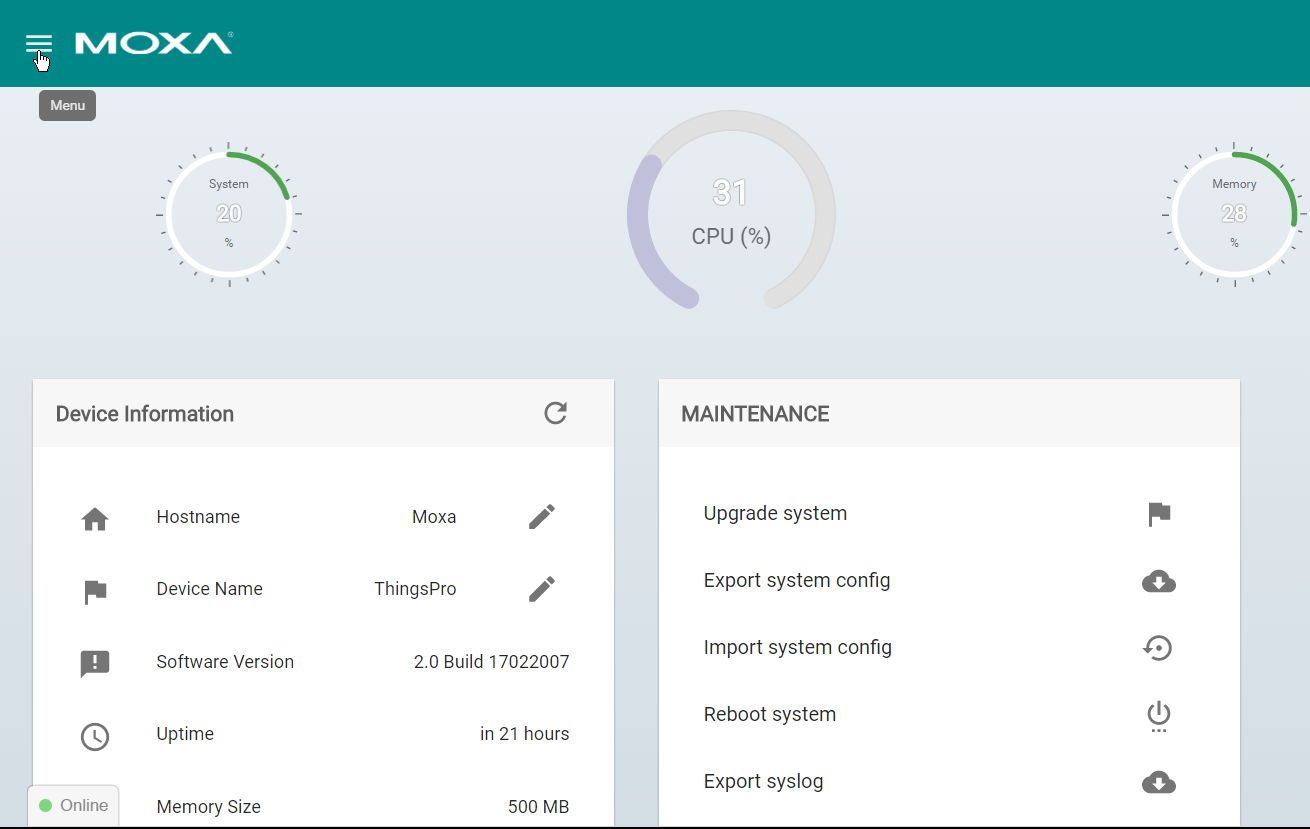 MOXA®
Menu
System
20
%
31
CPU (%)
Memory
28
%
Device Information
Hostname Moxa
Device Name ThingsPro
Software Version 2.0 Build 17022007
Uptime in 21 hours
Memory Size 500 MB
Online
MAINTENANCE
Upgrade system
Export system config
Import system config
Reboot system
Export syslog